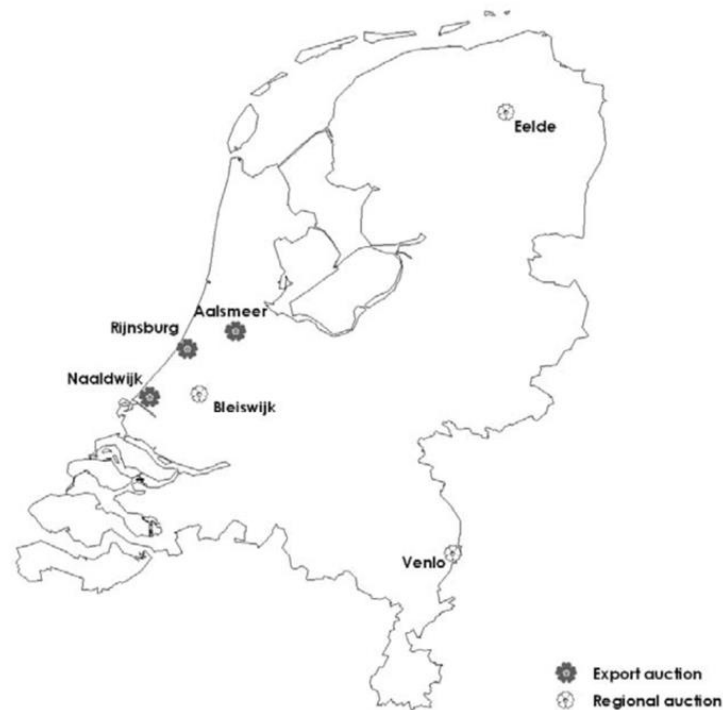 Eelde
Aalsmeer
Rijnsburg
Naaldwijk
Bleiswijk
Venlo
Export auction
Regional auction